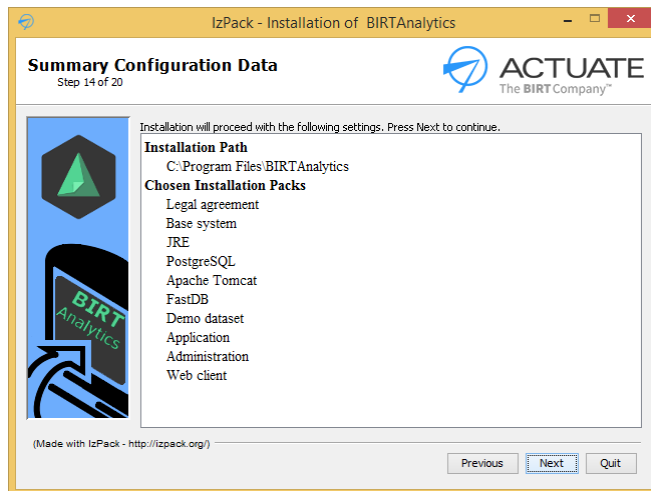 IzPack - Installation of BIRTAnalytics
Summary Configuration Data
Step 14 of 20
ACTUATE
The BIRT Company™
Installation will proceed with the following settings. Press Next to continue.
Installation Path
C:\Program Files\BIRTAnalytics
Chosen Installation Packs
Legal agreement
Base system
JRE
PostgreSQL
Apache Tomcat
FastDB
Demo dataset
Application
Administration
Web client
BIRT
Analytics
(Made with IzPack - http://izpack.org/)
Previous
Next
Quit